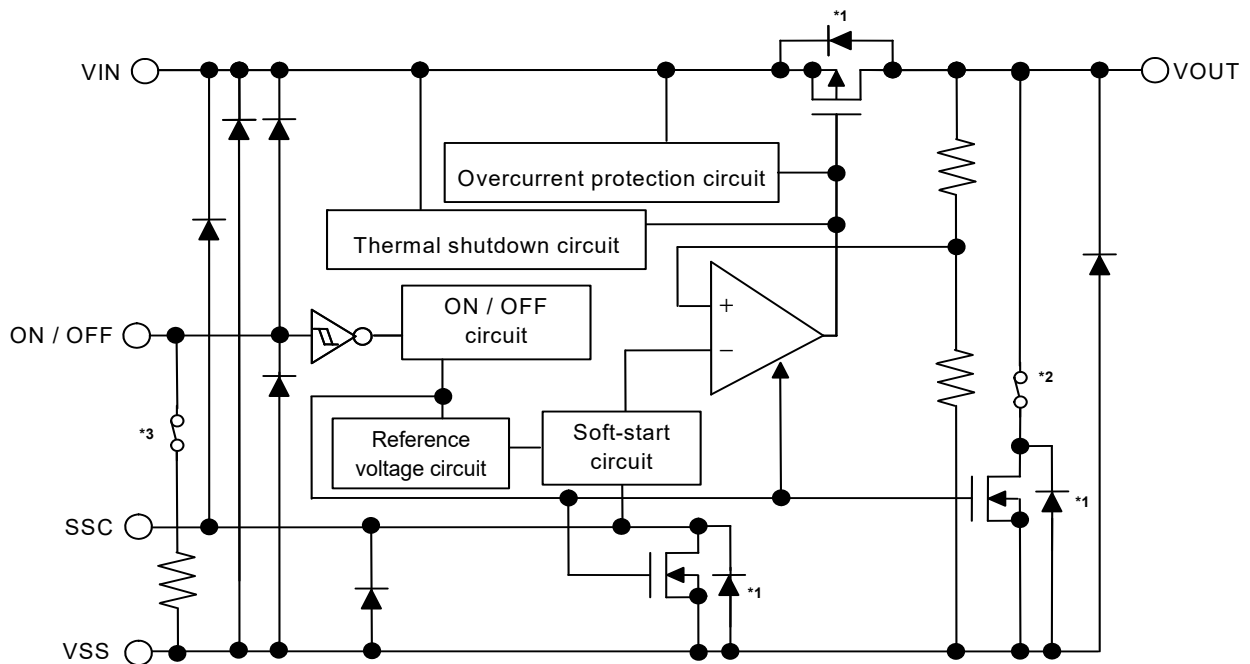 *1
VIN
VOUT
Overcurrent protection circuit
Thermal shutdown circuit
+
ON / OFF
ON / OFF
circuit
−
*2
*3
Reference
voltage circuit
Soft-start
circuit
*1
SSC
*1
VSS